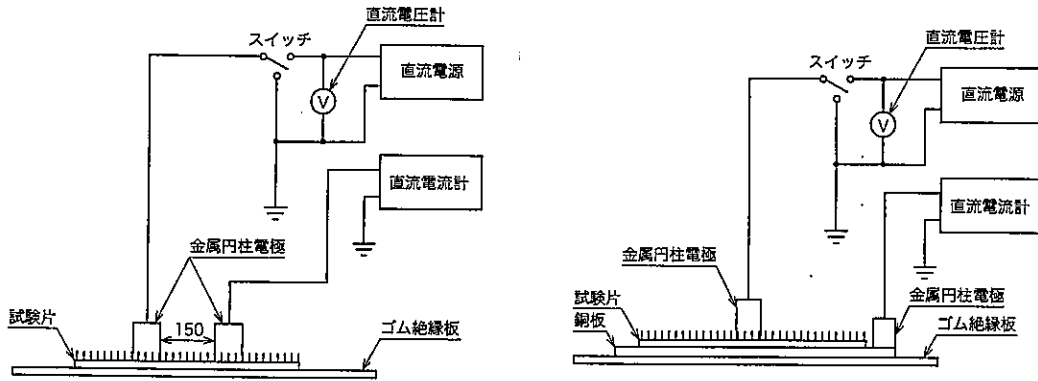 直流電圧計
スイッチ
直流電源
V
直流電流計
金属円柱電極
試験片
150
ゴム絶縁板
直流電圧計
スイッチ
直流電源
V
直流電流計
金属円柱電極
試験片
銅板
金属円柱電極
ゴム絶縁板